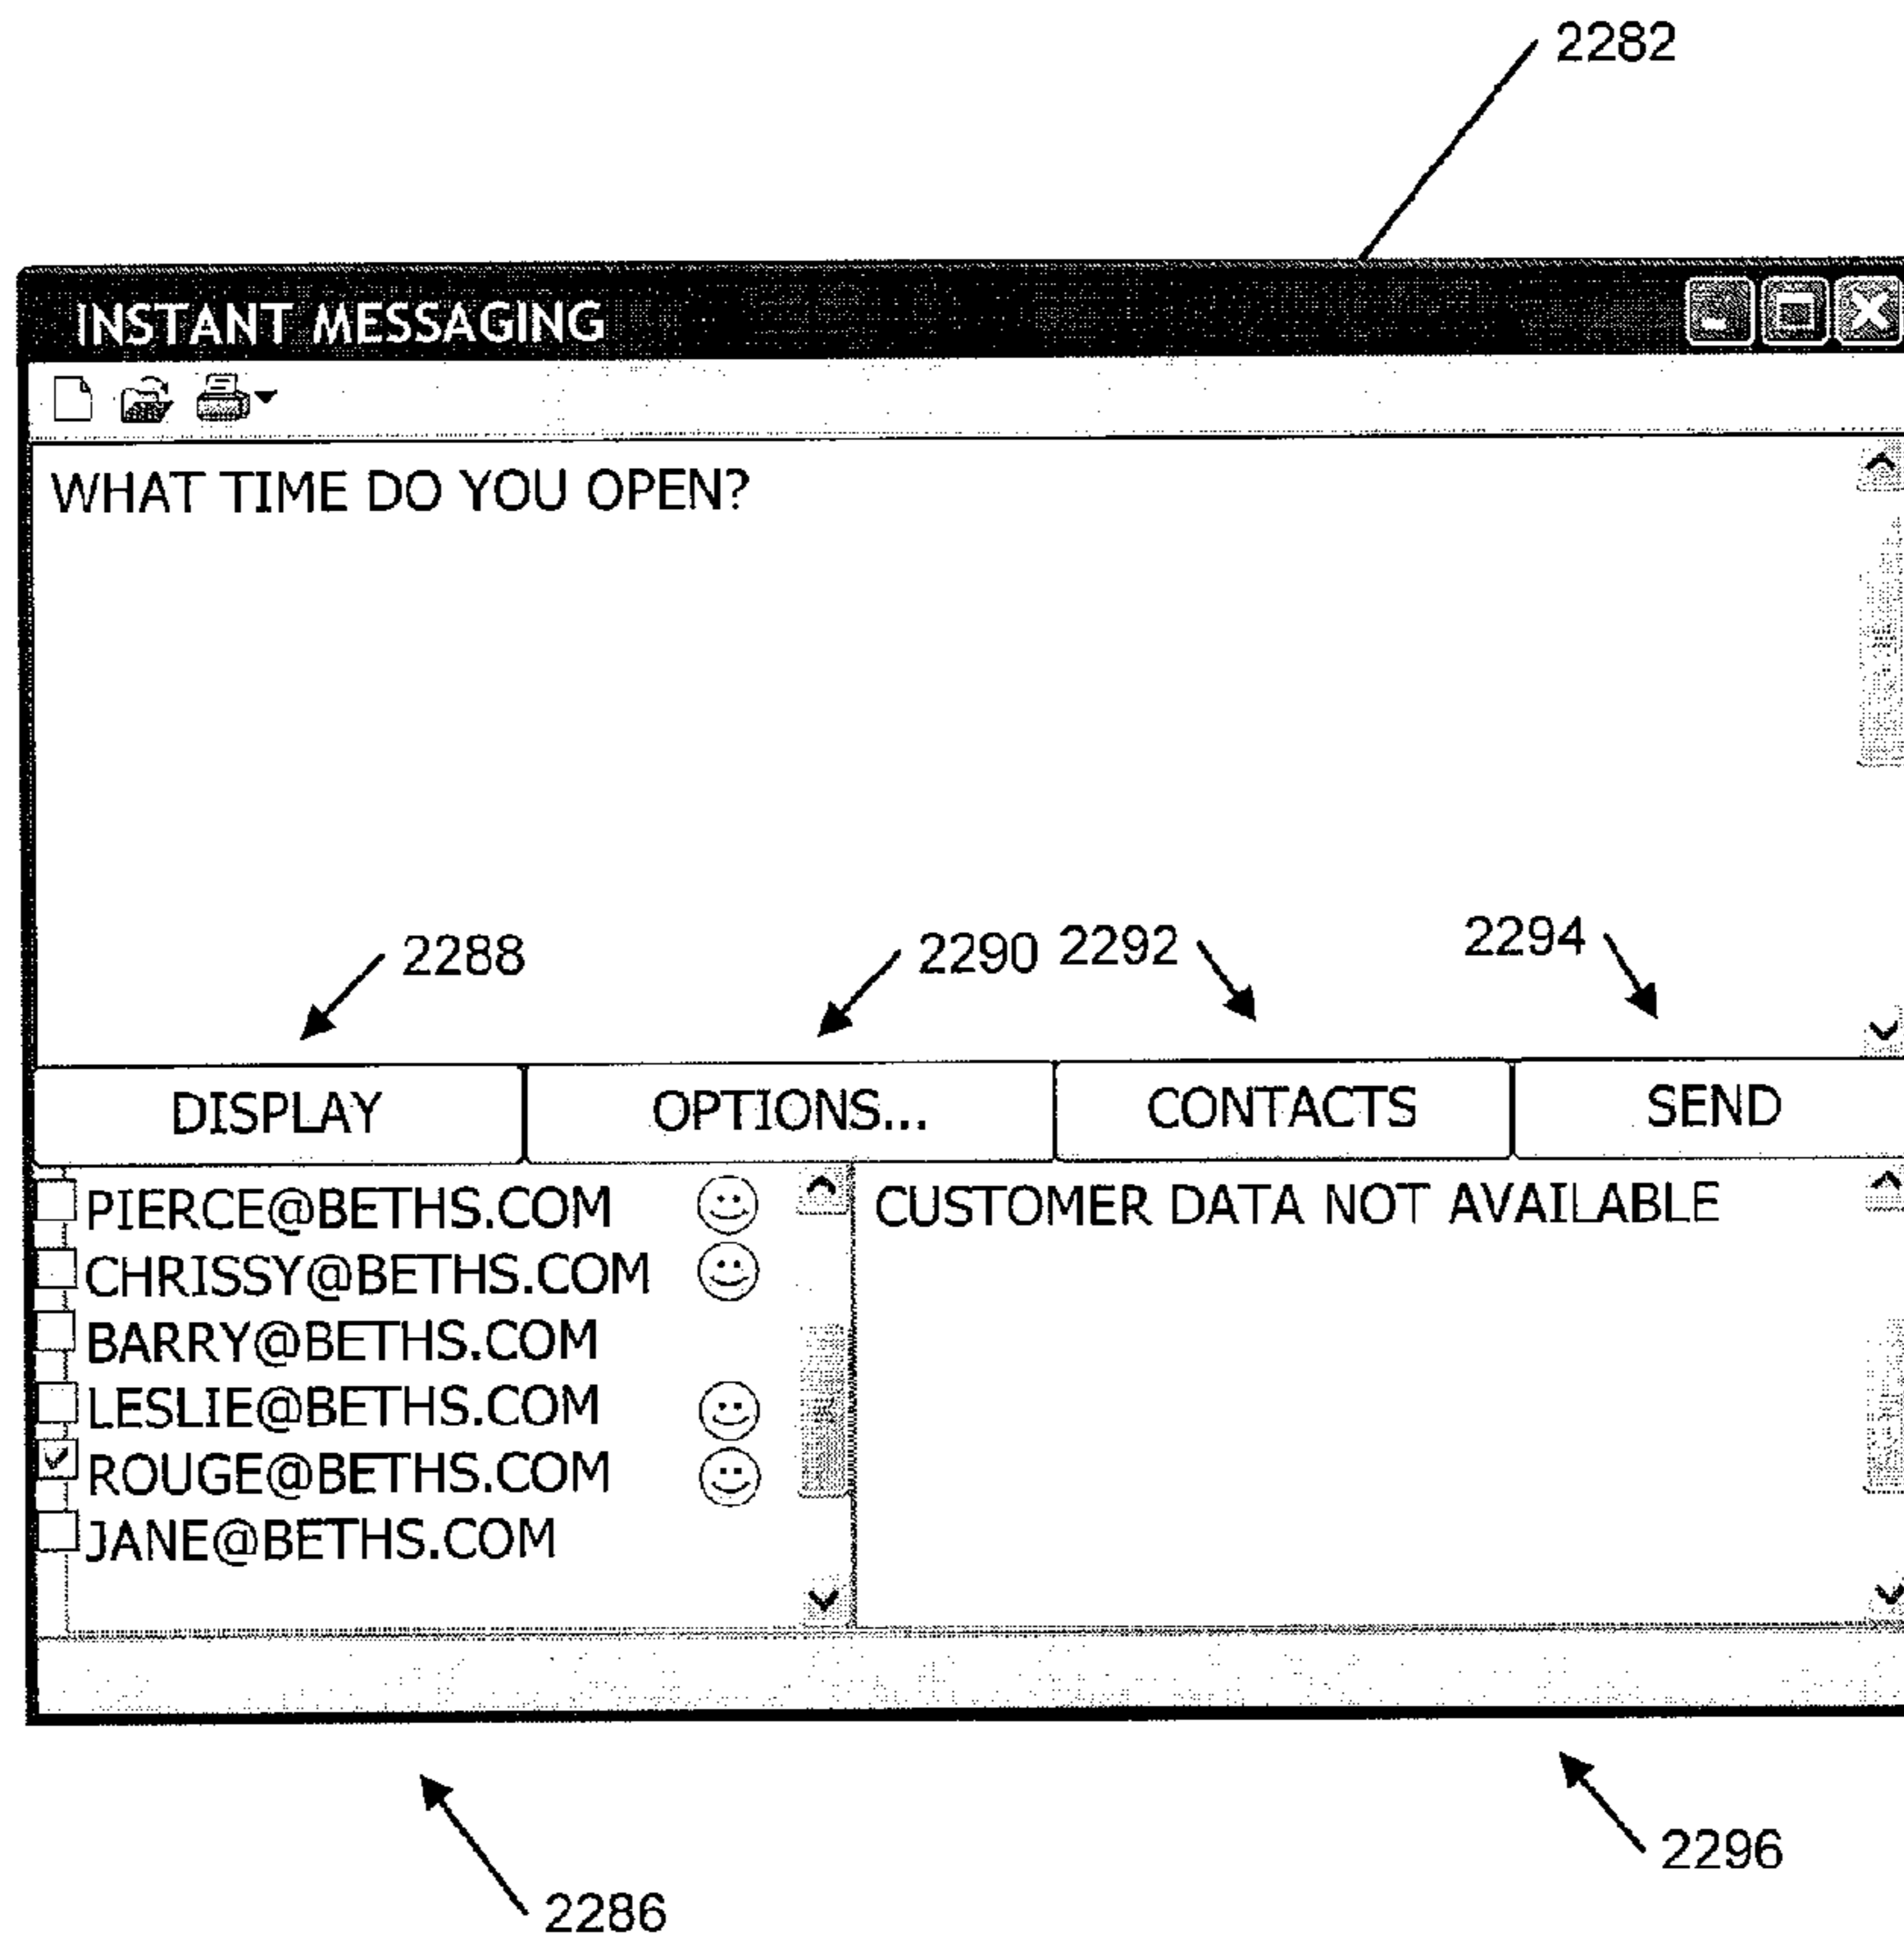 2282
INSTANT MESSAGING
WHAT TIME DO YOU OPEN?
2288 2290 2292 2294
DISPLAY OPTIONS... CONTACTS SEND
PIERCE@BETHS.COM
CHRISSY@BETHS.COM
BARRY@BETHS.COM
LESLIE@BETHS.COM
ROUGE@BETHS.COM
JANE@BETHS.COM
CUSTOMER DATA NOT AVAILABLE
2296
2286